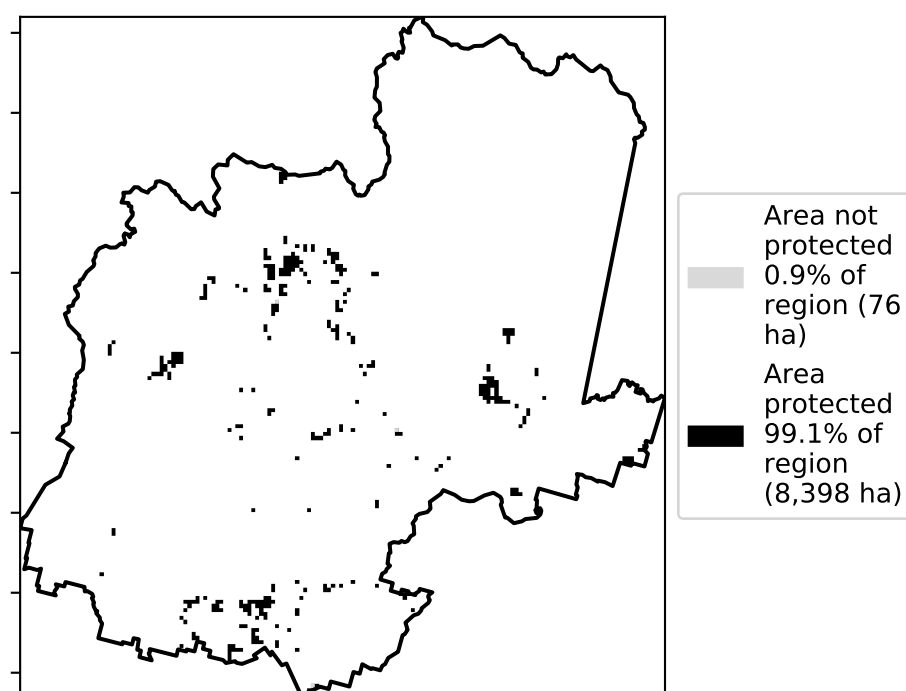 Area not
protected
0.9% of
region (76
ha)
Area
protected
99.1% of
region
(8,398 ha)